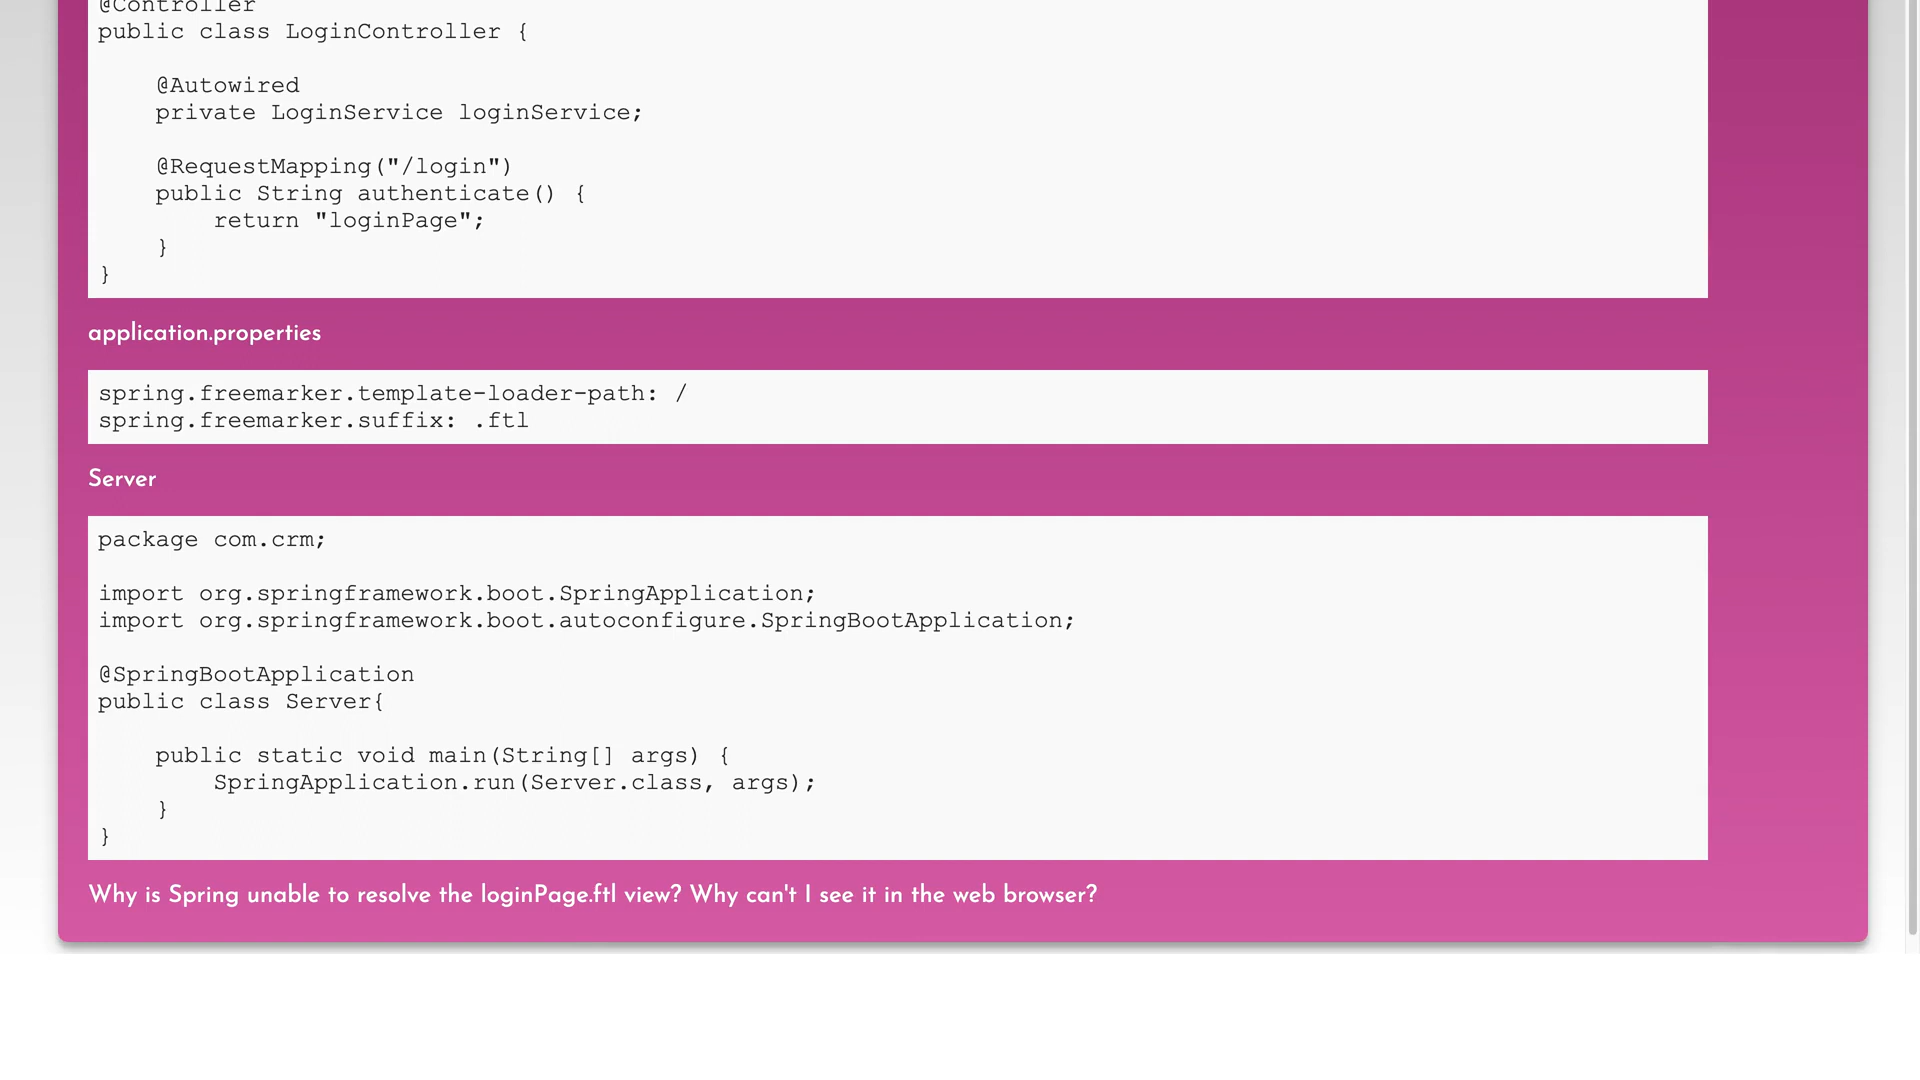 @Controller
public class LoginController {
@Autowired
private LoginService loginService;
@RequestMapping("/login")
public String authenticate() {
return "loginPage";
}
}
application.properties
spring.freemarker.template-loader-path: /
spring.freemarker.suffix: .ftl
Server
package com.crm;
import org.springframework.boot.SpringApplication;
import org.springframework.boot.autoconfigure.SpringBootApplication;
@SpringBootApplication
public class Server{
public static void main(String[] args) {
SpringApplication.run(Server.class, args);
}
}
Why is Spring unable to resolve the loginPage.ftl view? Why can't I see it in the web browser?